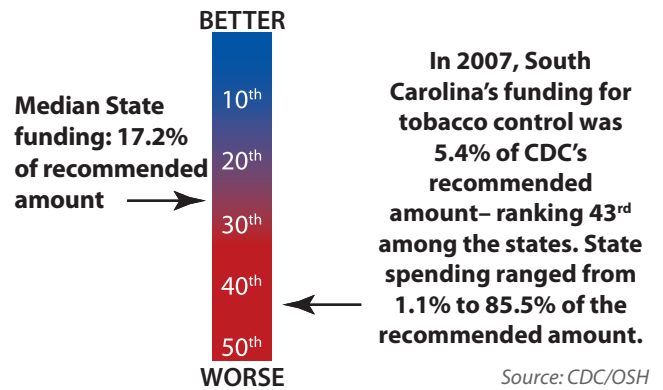 BETTER
Median State
funding: 17.2%
of recommended
amount
10th
20th
30th
40th
50th
WORSE
In 2007, South
Carolina’s funding for
tobacco control was
5.4% of CDC’s
recommended
amount– ranking 43rd
among the states. State
spending ranged from
1.1% to 85.5% of the
recommended amount.
Source: CDC/OSH